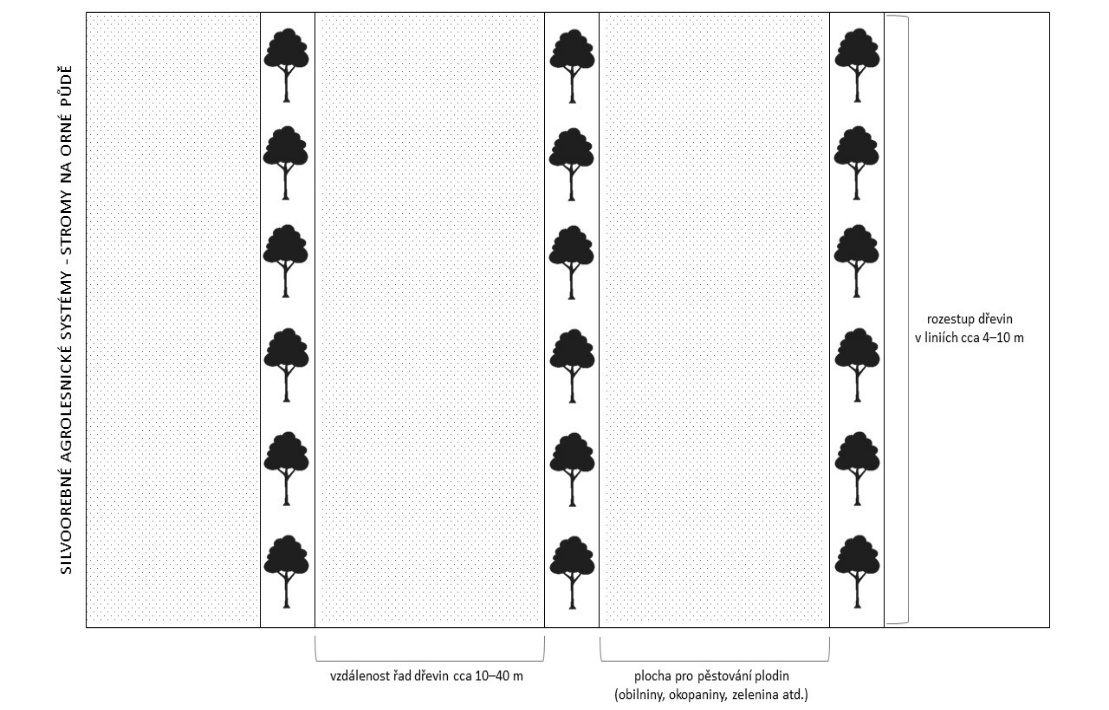 SILVOOREBNÉ AGROLESNICKÉ SYSTÉMY - STROMY NA ORNÉ PŮDĚ
rozestup dřevin
v liniích cca 4–10 m
vzdálenost řad dřevin cca 10–40 m
plocha pro pěstování plodin
(obilniny, okopaniny, zelenina atd.)